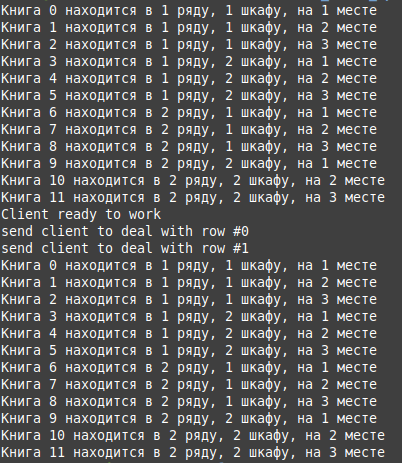 Книга 0 находится в 1 ряду, 1 шкафу, на 1 месте
Книга 1 находится в 1 ряду, 1 шкафу, на 2 месте
Книга 2 находится в 1 ряду, 1 шкафу, на 3 месте
Книга 3 находится в 1 ряду, 2 шкафу, на 1 месте
Книга 4 находится в 1 ряду, 2 шкафу, на 2 месте
Книга 5 находится в 1 ряду, 2 шкафу, на 3 месте
Книга 6 находится в 2 ряду, 1 шкафу, на 1 месте
Книга 7 находится в 2 ряду, 1 шкафу, на 2 месте
Книга 8 находится в 2 ряду, 1 шкафу, на 3 месте
Книга 9 находится в 2 ряду, 2 шкафу, на 1 месте
Книга 10 находится в 2 ряду, 2 шкафу, на 2 месте
Книга 11 находится в 2 ряду, 2 шкафу, на 3 месте
Client ready to work
send client to deal with row #0
send client to deal with row #1
Книга 0 находится в 1 ряду, 1 шкафу, на 1 месте
Книга 1 находится в 1 ряду, 1 шкафу, на 2 месте
Книга 2 находится в 1 ряду, 1 шкафу, на 3 месте
Книга 3 находится в 1 ряду, 2 шкафу, на 1 месте
Книга 4 находится в 1 ряду, 2 шкафу, на 2 месте
Книга 5 находится в 1 ряду, 2 шкафу, на 3 месте
Книга 6 находится в 2 ряду, 1 шкафу, на 1 месте
Книга 7 находится в 2 ряду, 1 шкафу, на 2 месте
Книга 8 находится в 2 ряду, 1 шкафу, на 3 месте
Книга 9 находится в 2 ряду, 2 шкафу, на 1 месте
Книга 10 находится в 2 ряду, 2 шкафу, на 2 месте
Книга 11 находится в 2 ряду, 2 шкафу, на 3 месте